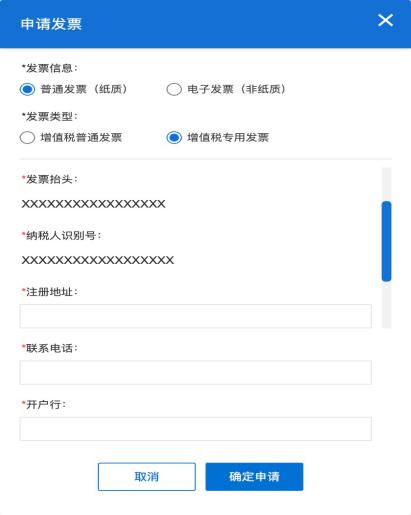 申请发票
*发票信息：
普通发票（纸质） 电子发票（非纸质）
*发票类型：
增值税普通发票 增值税专用发票
*发票抬头：
XXXXXXXXXXXXXXXXX
*纳税人识别号：
XXXXXXXXXXXXXXXXXX
*注册地址：
*联系电话：
*开户行：
取消 确定申请